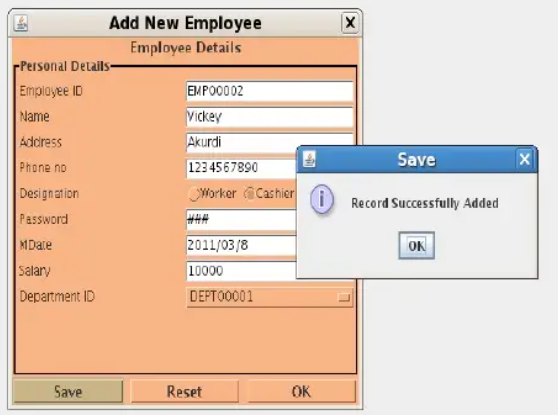 Add New Employee
Employee Details
Personal Details
Employee ID EMP00002
Name Vickey
Address Akurdi
Phone no 1234567890
Designation Worker Cashier
Password ###
MDate 2011/03/8
Salary 10000
Department ID DEPT00001
Save Reset OK
Save
Record Successfully Added
OK